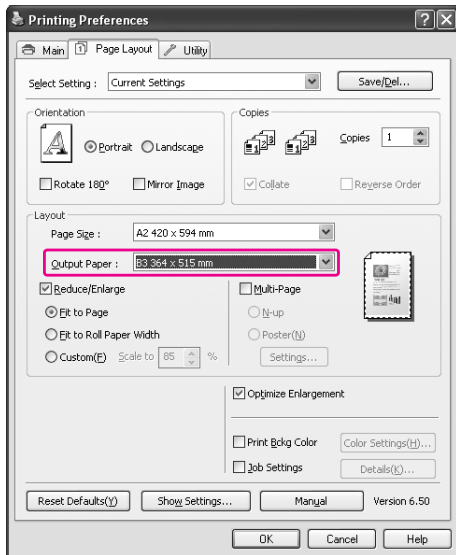 Printing Preferences
Main
Page Layout
Utility
Select Setting : Current Settings Save/Del...
Orientation
Portrait Landscape
Rotate 180° Mirror Image
Copies
Copies 1
Collate Reverse Order
Layout
Page Size : A2 420 x 594 mm
Output Paper : B3 364 x 515 mm
Reduce/Enlarge
Fit to Page
Fit to Roll Paper Width
Custom(F) Scale to 85 %
Multi-Page
N-up
Poster(N)
Settings...
Optimize Enlargement
Print Bckg Color Color Settings(H)...
Job Settings Details(K)...
Reset Defaults(Y) Show Settings... Manual Version 6.50
OK Cancel Help